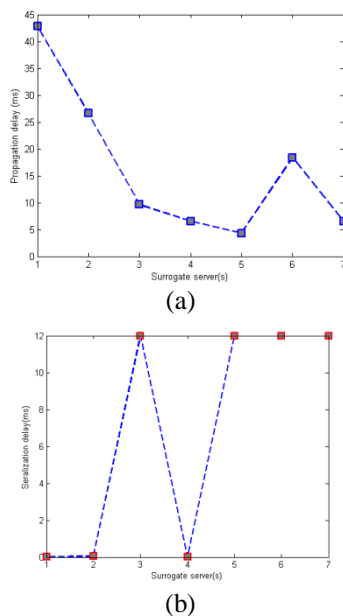 45
40
35
30
25
20
15
10
5
0
Propagation delay (ms)
1 2 3 4 5 6 7
Surrogate server(s)
(a)
12
10
8
6
4
2
0
Serialization delay(ms)
1 2 3 4 5 6 7
Surrogate server(s)
(b)